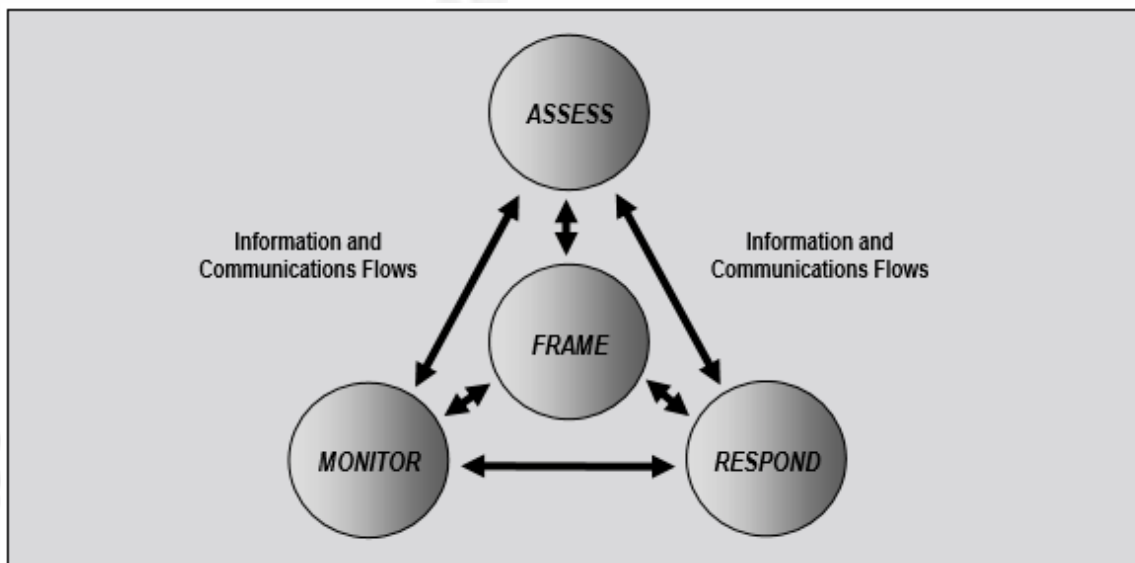 ASSESS
Information and
Communications Flows
Information and
Communications Flows
FRAME
MONITOR
RESPOND